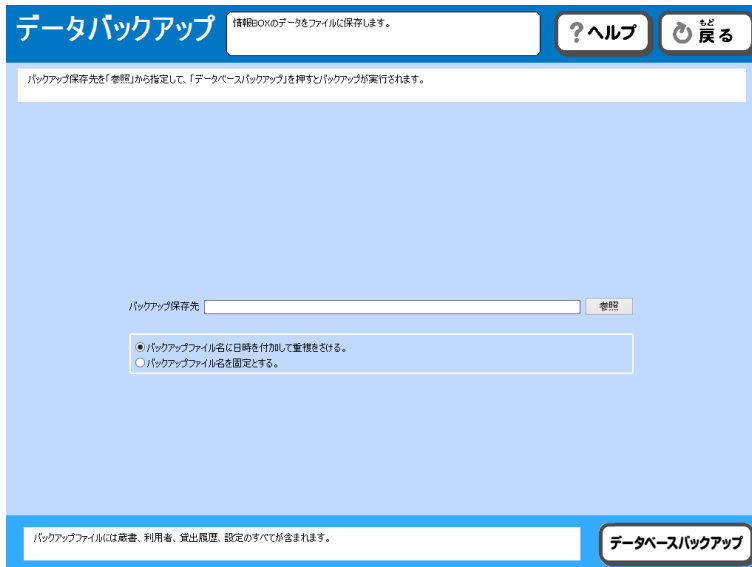 データバックアップ
情報BOXのデータをファイルに保存します。
?ヘルプ
もど
戻る
バックアップ保存先を「参照」から指定して、「データベースバックアップ」を押すとバックアップが実行されます。
バックアップ保存先
参照
バックアップファイル名に日時を付加して重複をさける。
バックアップファイル名を固定とする。
バックアップファイルには蔵書、利用者、貸出履歴、設定のすべてが含まれます。
データベースバックアップ